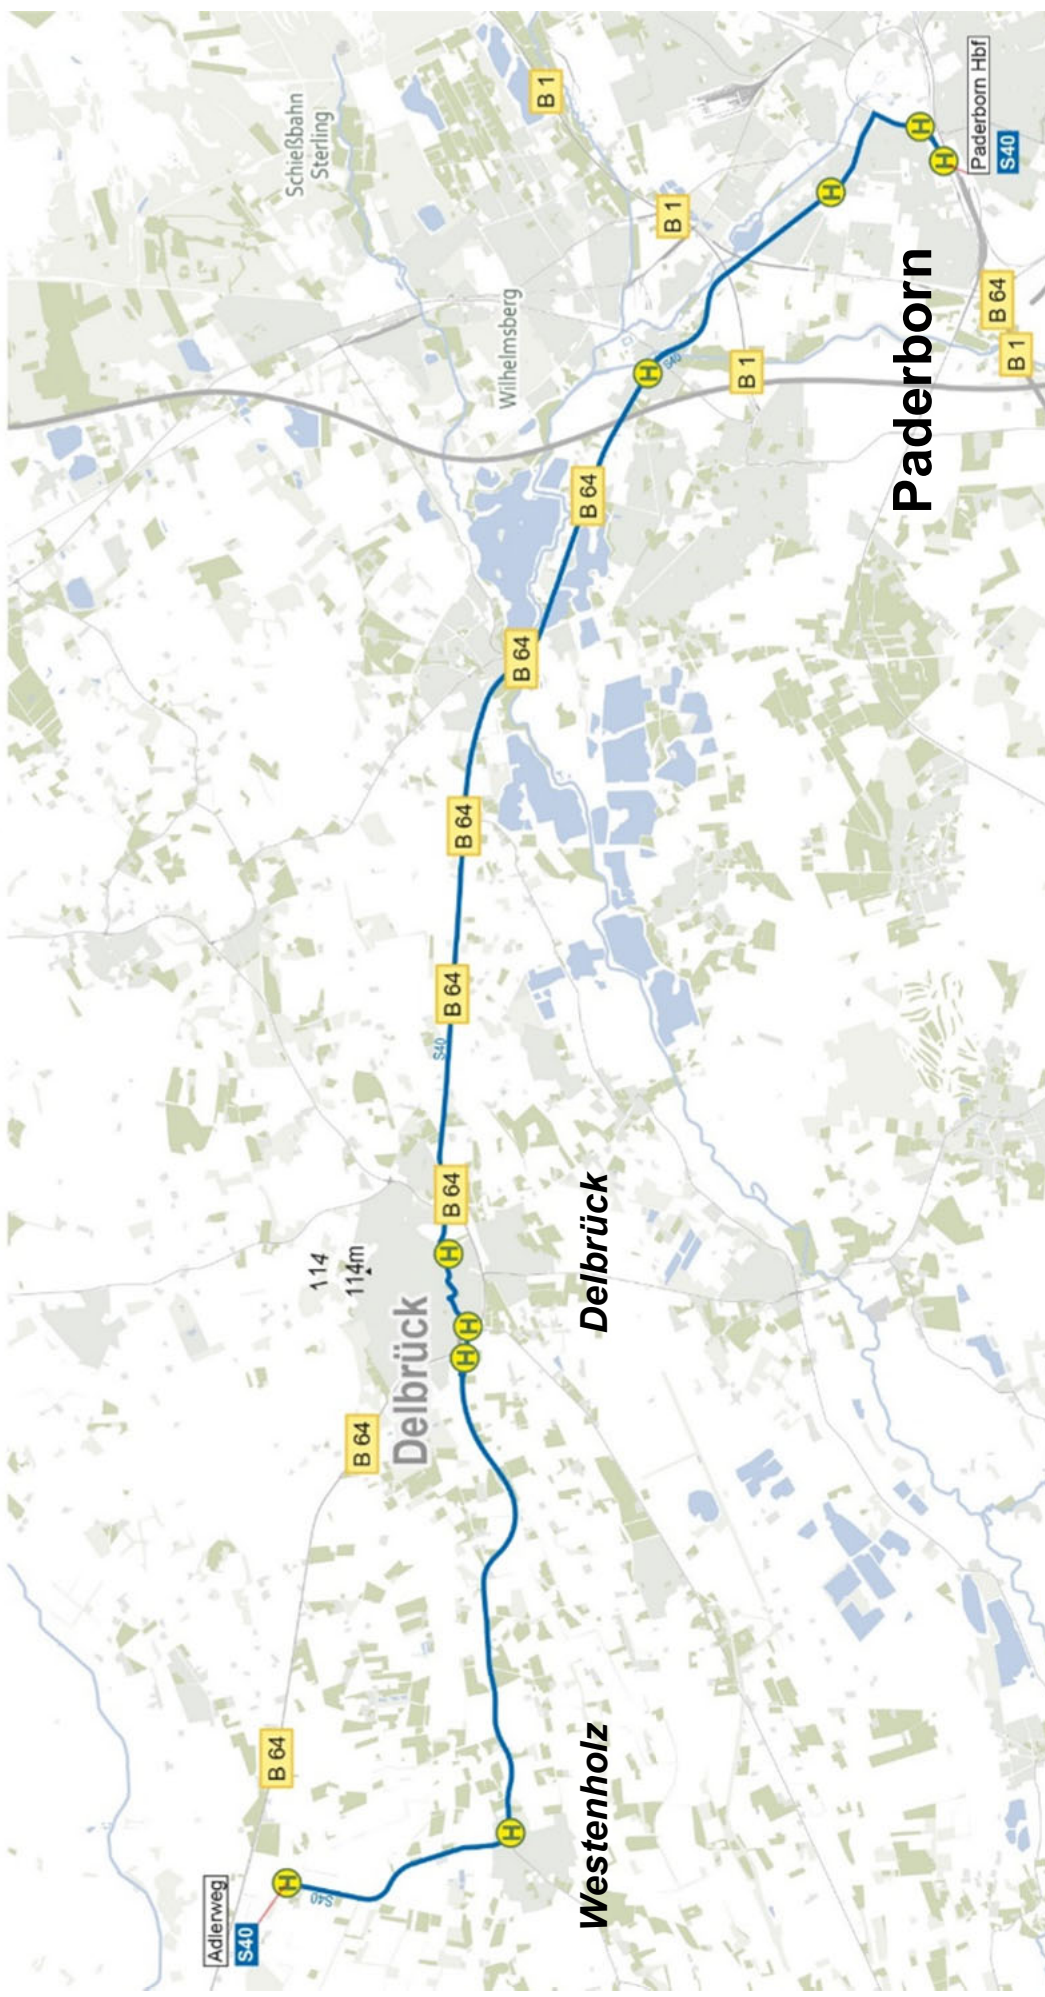 Adlerweg
S40
B 64
Schießbahn
Sterling
S40
114
114m
B 64
Delbrück
S40
B 64
B 64
B 64
Wilhelmsberg
B 64
B 1
B 64
Westenholz
Delbrück
S40
B 1
B 1
Paderborn
Paderborn Hbf
S40
B 64
B 1